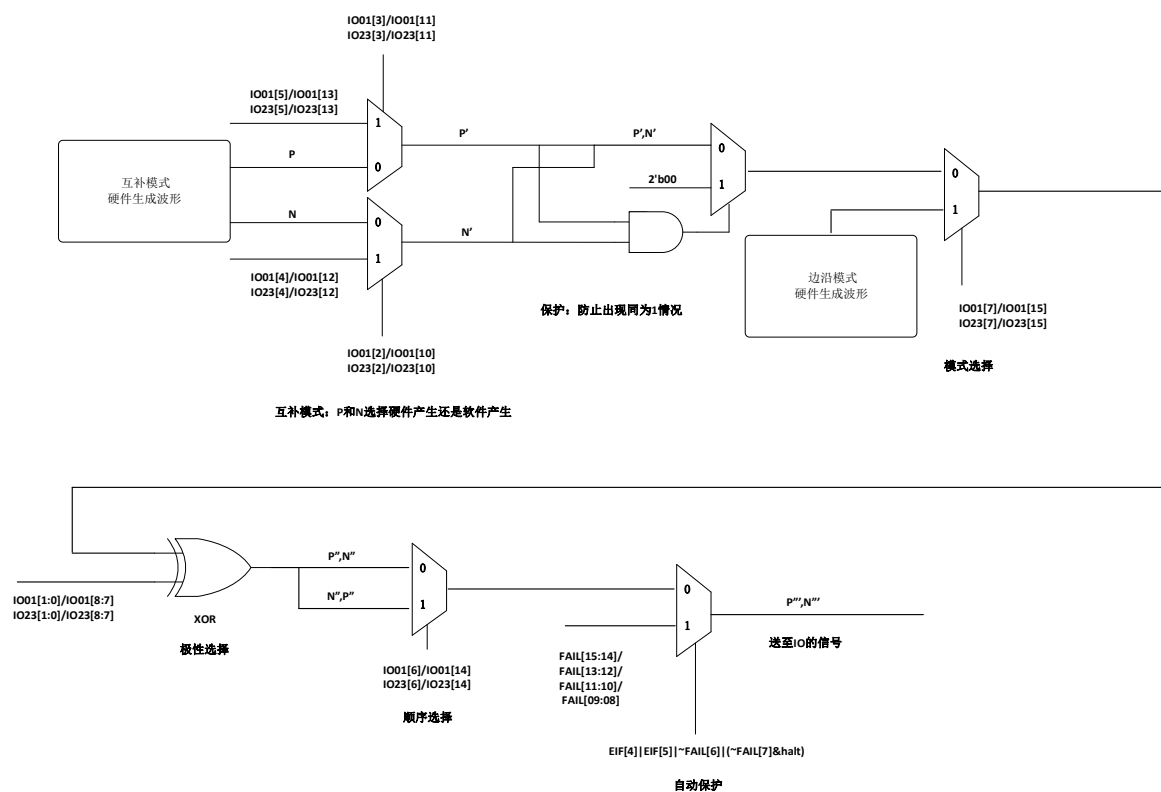 IO01[3]/IO01[11]
IO23[3]/IO23[11]
IO01[5]/IO01[13]
IO23[5]/IO23[13]
1
P
0
P'
互补模式
硬件生成波形
N
0
1
N'
IO01[4]/IO01[12]
IO23[4]/IO23[12]
IO01[2]/IO01[10]
IO23[2]/IO23[10]
互补模式：P和N选择硬件产生还是软件产生
P',N'
0
2'b00
1
保护：防止出现同为1情况
边沿模式
硬件生成波形
0
1
IO01[7]/IO01[15]
IO23[7]/IO23[15]
模式选择
IO01[1:0]/IO01[8:7]
IO23[1:0]/IO23[8:7]
XOR
极性选择
P'',N''
0
N'',P''
1
IO01[6]/IO01[14]
IO23[6]/IO23[14]
顺序选择
0
1
FAIL[15:14]/
FAIL[13:12]/
FAIL[11:10]/
FAIL[09:08]
P''',N'''
送至IO的信号
EIF[4]||EIF[5]||~FAIL[6]||(~FAIL[7]&halt)
自动保护